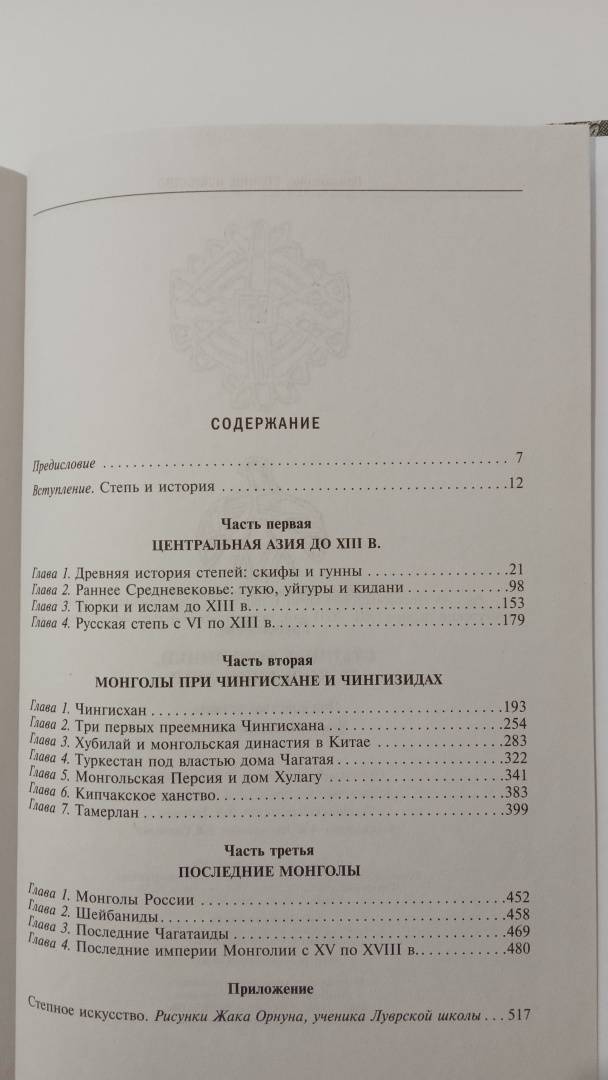 СОДЕРЖАНИЕ
Предисловие . . . . . . . . . . . . . . . . . . . . . . . . . . . . . . . . . . . . . . . . 7
Вступление. Степь и история . . . . . . . . . . . . . . . . . . . . . . . . . . . .12
Часть первая
ЦЕНТРАЛЬНАЯ АЗИЯ ДО XIII В.
Глава 1. Древняя история степей: скифы и гунны . . . . . . . . . . . . . .21
Глава 2. Раннее Средневековье: тукю, уйгуры и кидани . . . . . . . . . .98
Глава 3. Тюрки и ислам до XIII в. . . . . . . . . . . . . . . . . . . . . . . . .153
Глава 4. Русская степь с VI по XIII в. . . . . . . . . . . . . . . . . . . . . .179
Часть вторая
МОНГОЛЫ ПРИ ЧИНГИСХАНЕ И ЧИНГИЗИДАХ
Глава 1. Чингисхан . . . . . . . . . . . . . . . . . . . . . . . . . . . . . . . . . .193
Глава 2. Три первых преемника Чингисхана . . . . . . . . . . . . . . . . .254
Глава 3. Хубилай и монгольская династия в Китае . . . . . . . . . . . . .283
Глава 4. Туркестан под властью дома Чагатая . . . . . . . . . . . . . . . .322
Глава 5. Монгольская Персия и дом Хулагу . . . . . . . . . . . . . . . . .341
Глава 6. Кипчакское ханство. . . . . . . . . . . . . . . . . . . . . . . . . . . .383
Глава 7. Тамерлан . . . . . . . . . . . . . . . . . . . . . . . . . . . . . . . . . . .399
Часть третья
ПОСЛЕДНИЕ МОНГОЛЫ
Глава 1. Монголы России . . . . . . . . . . . . . . . . . . . . . . . . . . . . . .452
Глава 2. Шейбаниды. . . . . . . . . . . . . . . . . . . . . . . . . . . . . . . . . .458
Глава 3. Последние Чагатаиды . . . . . . . . . . . . . . . . . . . . . . . . . . .469
Глава 4. Последние империи Монголии с XV по XVIII в. . . . . . . . . . .480
Приложение
Степное искусство. Рисунки Жака Орнуна, ученика Луврской школы . . . 517